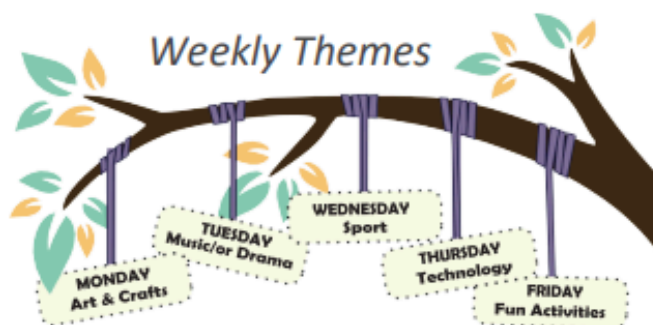 Weekly Themes
MONDAY
Art & Crafts
TUESDAY
Music/or Drama
WEDNESDAY
Sport
THURSDAY
Technology
FRIDAY
Fun Activities